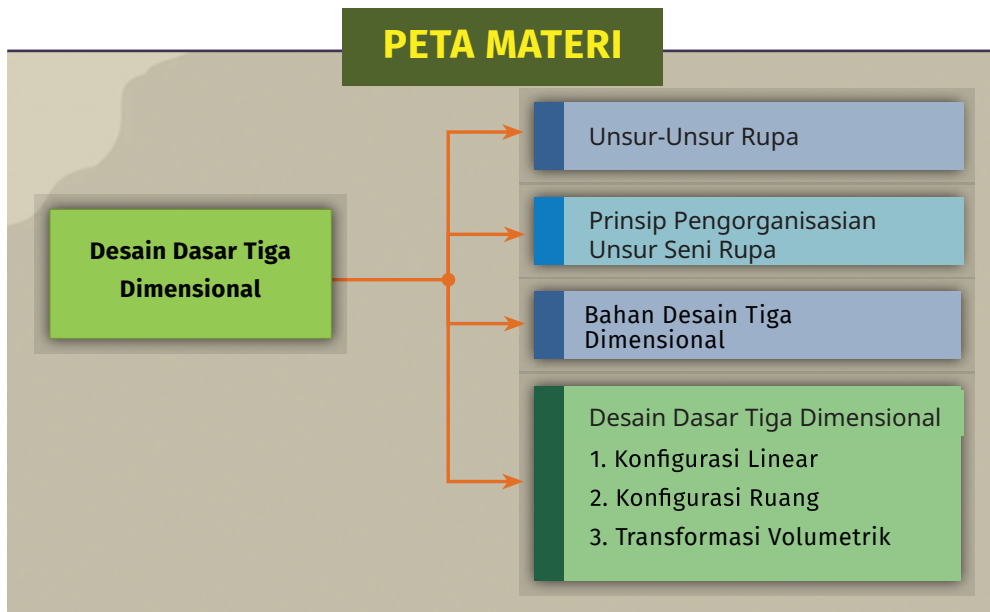 PETA MATERI
Desain Dasar Tiga
Dimensional
Unsur-Unsur Rupa
Prinsip Pengorganisasian
Unsur Seni Rupa
Bahan Desain Tiga
Dimensional
Desain Dasar Tiga Dimensional
1. Konfigurasi Linear
2. Konfigurasi Ruang
3. Transformasi Volumetrik